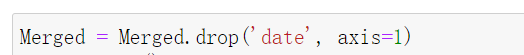 Merged = Merged.drop('date', axis=1)